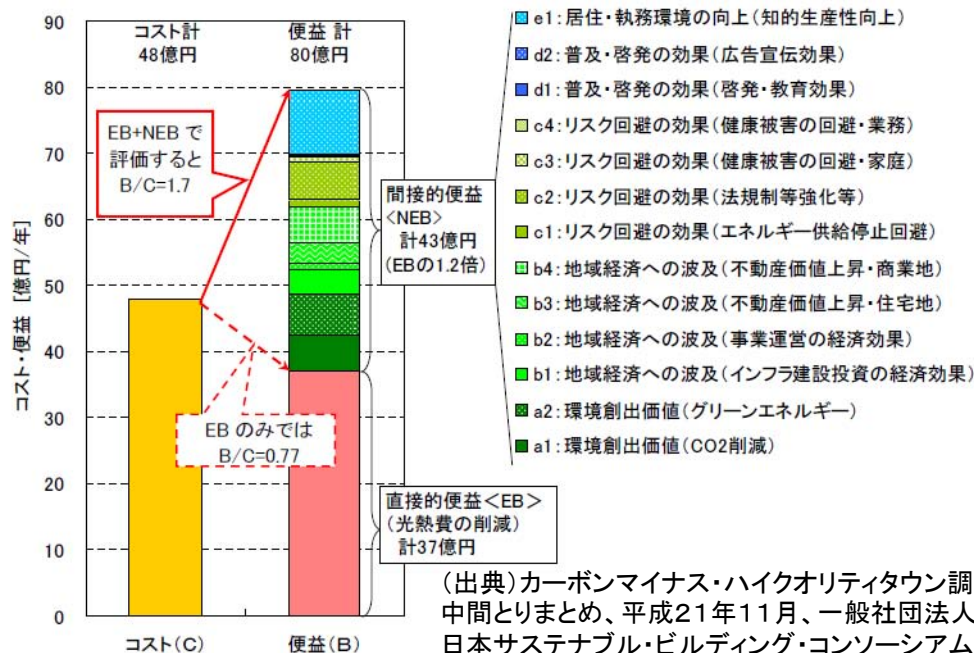 コスト・便益 [億円/年]
90
80
70
60
50
40
30
20
10
0
コスト計
48億円
便益 計
80億円
EB+NEB で
評価すると
B/C=1.7
EB のみでは
B/C=0.77
間接的便益
<NEB>
計43億円
(EBの1.2倍)
直接的便益<EB>
(光熱費の削減)
計37億円
コスト(C)
便益(B)
e1:居住・執務環境の向上(知的生産性向上)
d2:普及・啓発の効果(広告宣伝効果)
d1:普及・啓発の効果(啓発・教育効果)
c4:リスク回避の効果(健康被害の回避・業務)
c3:リスク回避の効果(健康被害の回避・家庭)
c2:リスク回避の効果(法規制等強化等)
c1:リスク回避の効果(エネルギー供給停止回避)
b4:地域経済への波及(不動産価値上昇・商業地)
b3:地域経済への波及(不動産価値上昇・住宅地)
b2:地域経済への波及(事業運営の経済効果)
b1:地域経済への波及(インフラ建設投資の経済効果)
a2:環境創出価値(グリーンエネルギー)
a1:環境創出価値(CO2削減)
(出典)カーボンマイナス・ハイクオリティタウン調
中間とりまとめ、平成21年11月、一般社団法人
日本サステナブル・ビルディング・コンソーシアム